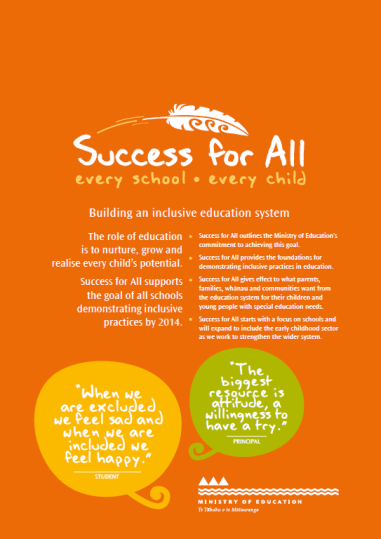 Success for All
every school • every child
Building an inclusive education system
The role of education
is to nurture, grow and
realise every child's potential.
Success for All supports
the goal of all schools
demonstrating inclusive
practices by 2014.
• Success for All outlines the Ministry of Education's
commitment to achieving this goal.
• Success for All provides the foundations for
demonstrating inclusive practices in education.
• Success for All gives effect to what parents,
families, whānau and communities want from
the education system for their children and
young people with special education needs.
• Success for All starts with a focus on schools and
will expand to include the early childhood sector
as we work to strengthen the wider system.
"When we
are excluded
we feel sad and
when we are
included we
feel happy."
STUDENT
"The
biggest
resource is
attitude, a
willingness to
have a try."
PRINCIPAL
MINISTRY OF EDUCATION
Te Tāhuhu o te Mātauranga